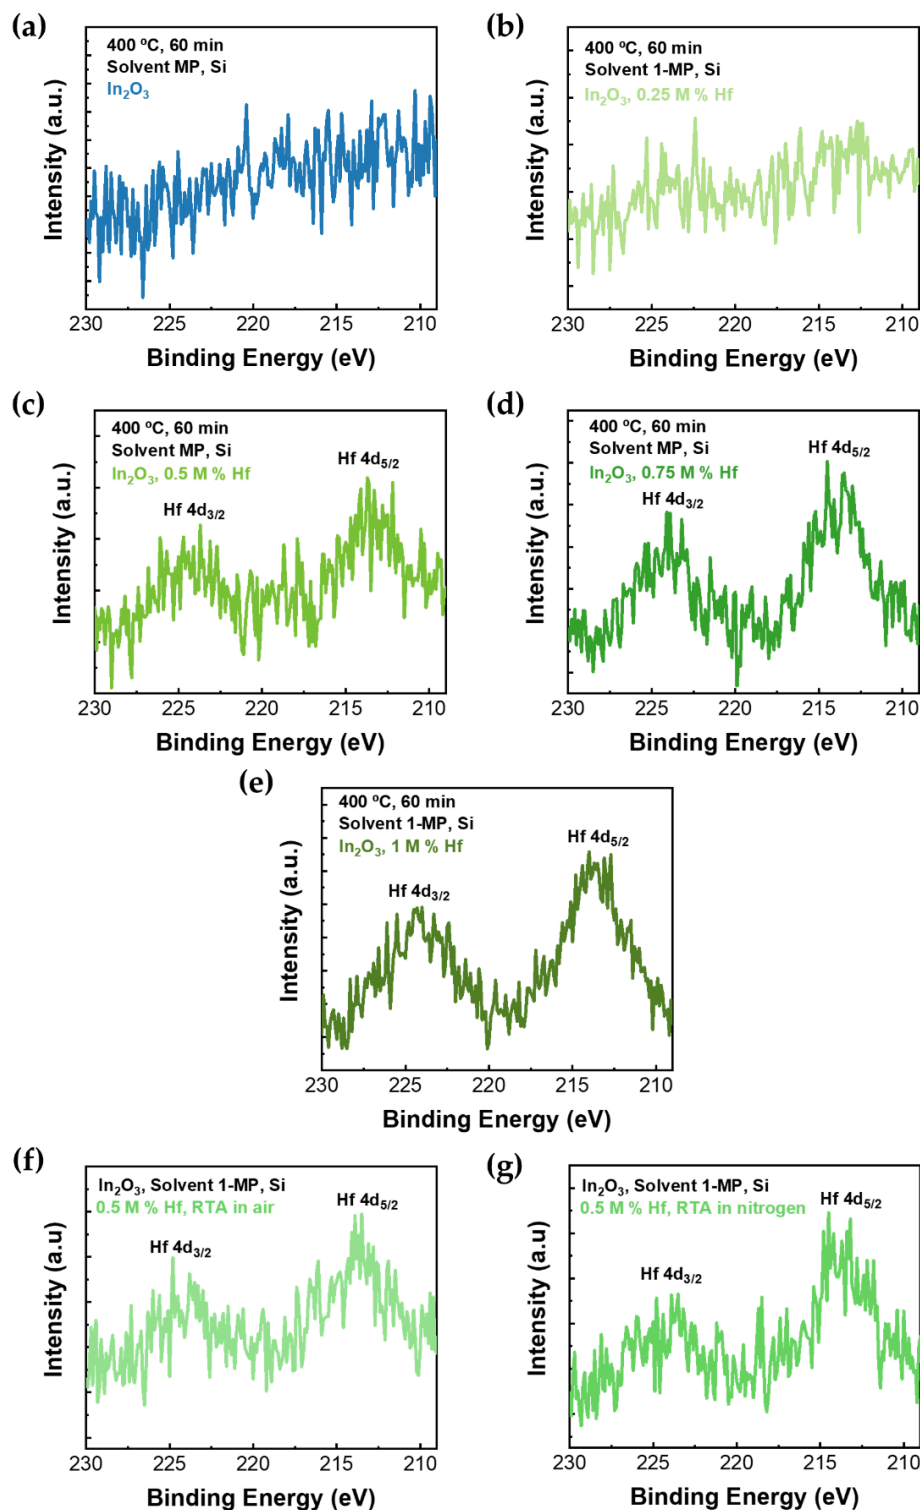 (a)
400 ºC, 60 min
Solvent MP, Si
In₂O₃
Intensity (a.u.)
230 225 220 215 210
Binding Energy (eV)
(b)
400 ºC, 60 min
Solvent 1-MP, Si
In₂O₃, 0.25 M % Hf
Intensity (a.u.)
230 225 220 215 210
Binding Energy (eV)
(c)
400 ºC, 60 min
Solvent MP, Si
In₂O₃, 0.5 M % Hf
Hf 4d₅/₂
Hf 4d₃/₂
Intensity (a.u.)
230 225 220 215 210
Binding Energy (eV)
(d)
400 ºC, 60 min
Solvent MP, Si
In₂O₃, 0.75 M % Hf
Hf 4d₅/₂
Hf 4d₃/₂
Intensity (a.u.)
230 225 220 215 210
Binding Energy (eV)
(e)
400 ºC, 60 min
Solvent 1-MP, Si
In₂O₃, 1 M % Hf
Hf 4d₅/₂
Hf 4d₃/₂
Intensity (a.u.)
230 225 220 215 210
Binding Energy (eV)
(f)
In₂O₃, Solvent 1-MP, Si
0.5 M % Hf, RTA in air
Hf 4d₅/₂
Hf 4d₃/₂
Intensity (a.u)
230 225 220 215 210
Binding Energy (eV)
(g)
In₂O₃, Solvent 1-MP, Si
0.5 M % Hf, RTA in nitrogen
Hf 4d₅/₂
Hf 4d₃/₂
Intensity (a.u.)
230 225 220 215 210
Binding Energy (eV)